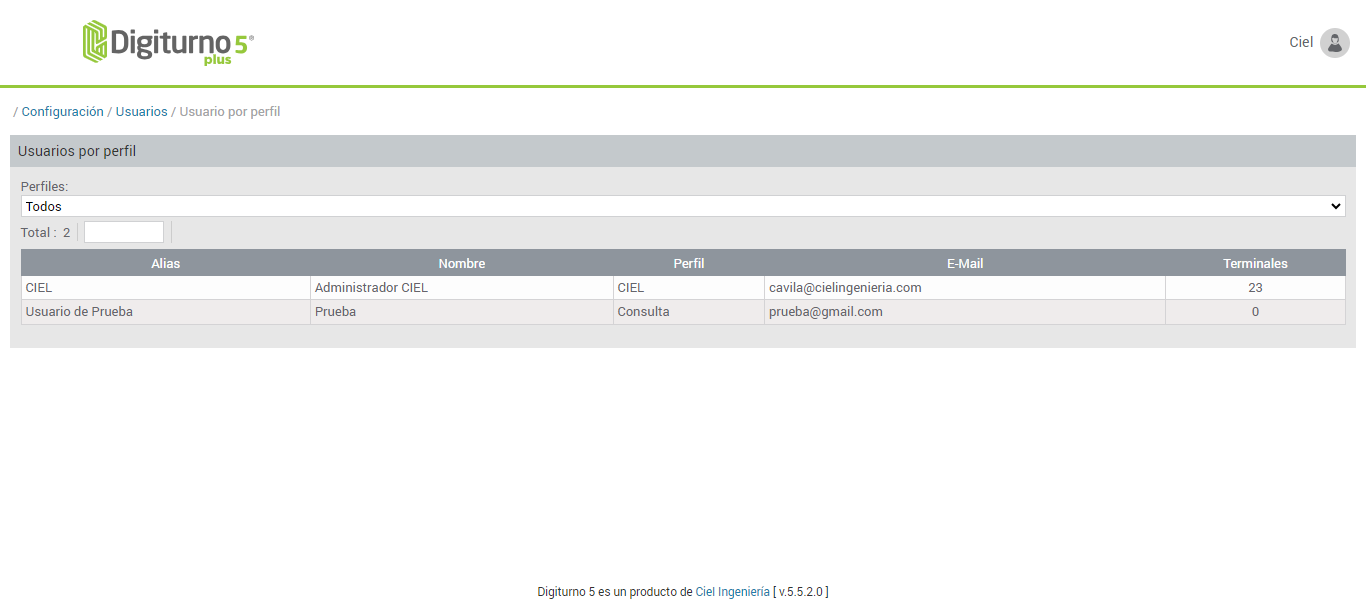 Digiturno 5®
plus
Ciel
/ Configuración / Usuarios / Usuario por perfil
Usuarios por perfil
Perfiles:
Todos
Total : 2
Alias Nombre Perfil E-Mail Terminales
CIEL Administrador CIEL CIEL cavila@cielingenieria.com 23
Usuario de Prueba Prueba Consulta prueba@gmail.com 0
Digiturno 5 es un producto de Ciel Ingeniería [ v.5.5.2.0 ]